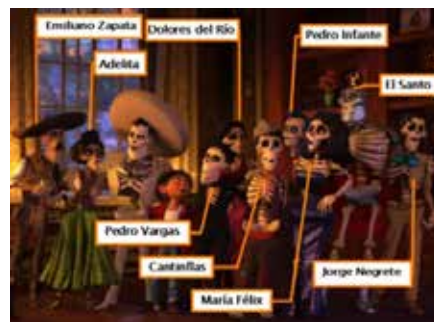 Emiliano Zapata
Dolores del Río
Pedro Infante
Adelita
El Santo
Pedro Vargas
Cantinflas
Jorge Negrete
María Félix